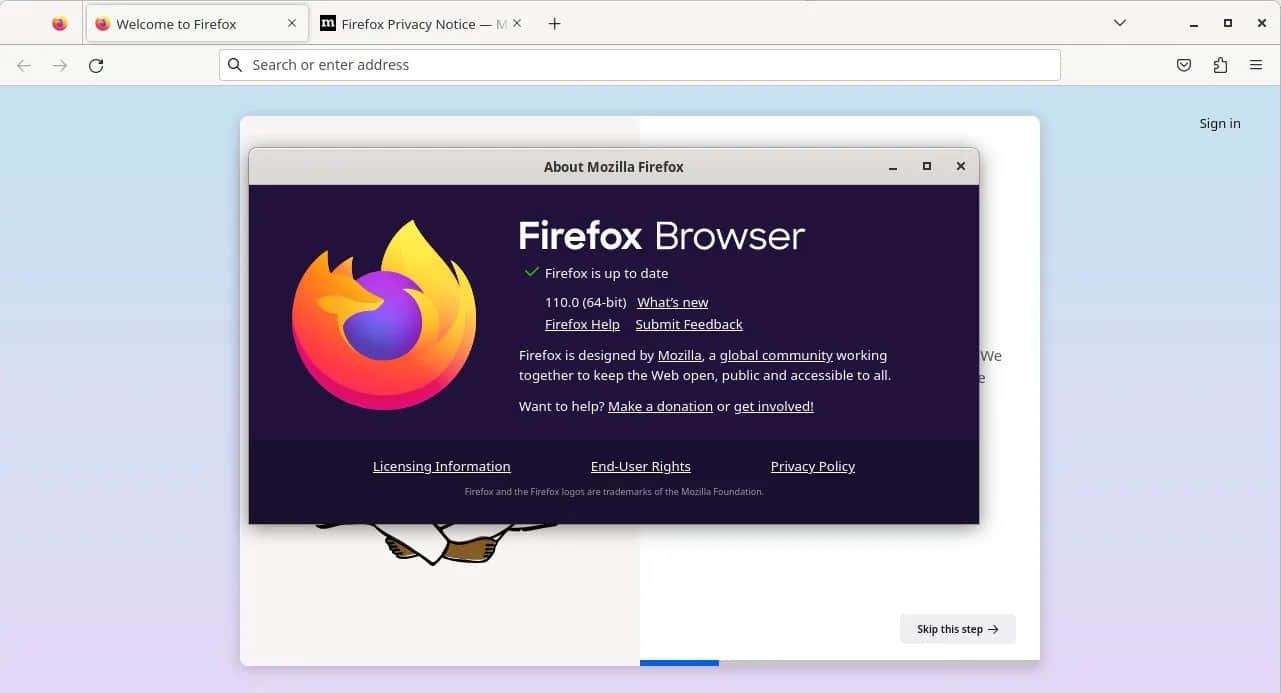 Welcome to Firefox
Firefox Privacy Notice — M
Search or enter address
Sign in
About Mozilla Firefox
Firefox Browser
Firefox is up to date
110.0 (64-bit) What's new
Firefox Help Submit Feedback
We
Firefox is designed by Mozilla, a global community working
together to keep the Web open, public and accessible to all.
e
Want to help? Make a donation or get involved!
Licensing Information End-User Rights Privacy Policy
Firefox and the Firefox logos are trademarks of the Mozilla Foundation.
Skip this step →